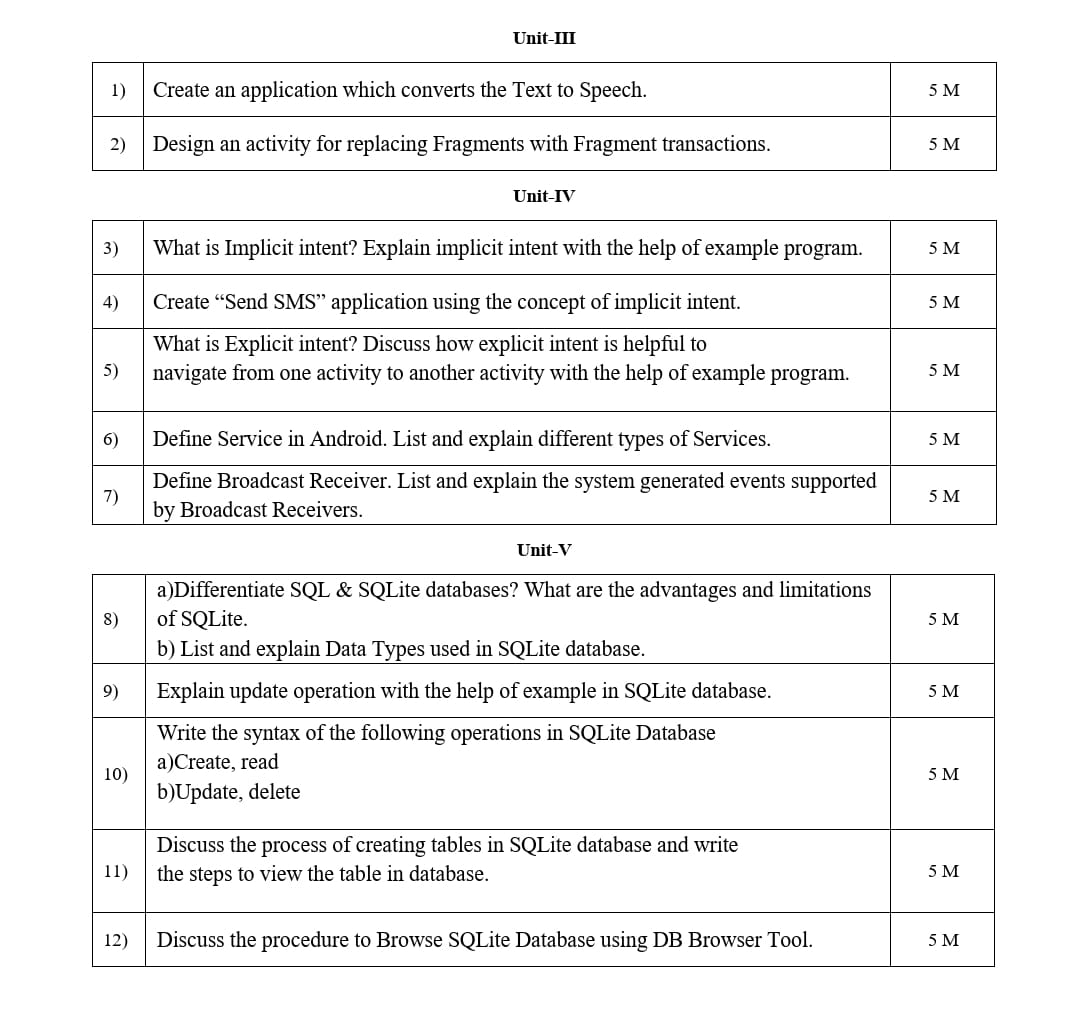 Unit-III
1) Create an application which converts the Text to Speech. 5 M
2) Design an activity for replacing Fragments with Fragment transactions. 5 M
Unit-IV
3) What is Implicit intent? Explain implicit intent with the help of example program. 5 M
4) Create “Send SMS” application using the concept of implicit intent. 5 M
What is Explicit intent? Discuss how explicit intent is helpful to
5) navigate from one activity to another activity with the help of example program. 5 M
6) Define Service in Android. List and explain different types of Services. 5 M
Define Broadcast Receiver. List and explain the system generated events supported
7) by Broadcast Receivers. 5 M
Unit-V
a)Differentiate SQL & SQLite databases? What are the advantages and limitations
8) of SQLite. 5 M
b) List and explain Data Types used in SQLite database.
9) Explain update operation with the help of example in SQLite database. 5 M
Write the syntax of the following operations in SQLite Database
10) a)Create, read 5 M
b)Update, delete
Discuss the process of creating tables in SQLite database and write
11) the steps to view the table in database. 5 M
12) Discuss the procedure to Browse SQLite Database using DB Browser Tool. 5 M